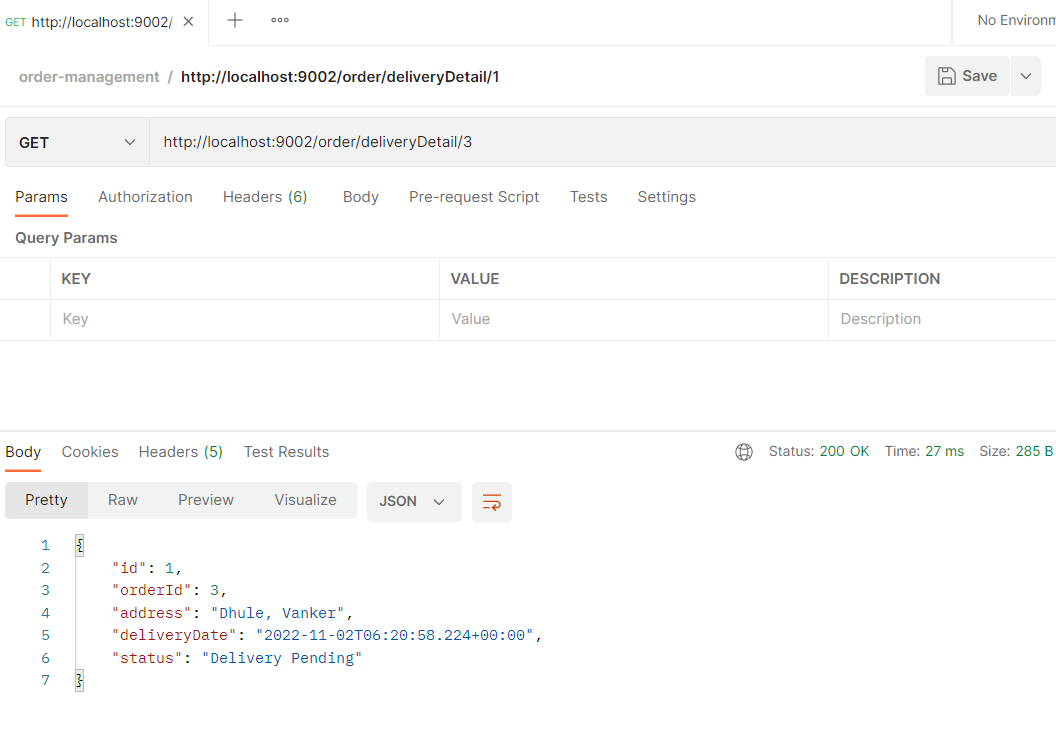 GET http://localhost:9002/
No Environm
order-management / http://localhost:9002/order/deliveryDetail/1
Save
GET
http://localhost:9002/order/deliveryDetail/3
Params Authorization Headers (6) Body Pre-request Script Tests Settings
Query Params
KEY VALUE DESCRIPTION
Key Value Description
Body Cookies Headers (5) Test Results Status: 200 OK Time: 27 ms Size: 285 B
Pretty Raw Preview Visualize JSON
1 {
2 "id": 1,
3 "orderId": 3,
4 "address": "Dhule, Vanker",
5 "deliveryDate": "2022-11-02T06:20:58.224+00:00",
6 "status": "Delivery Pending"
7 }